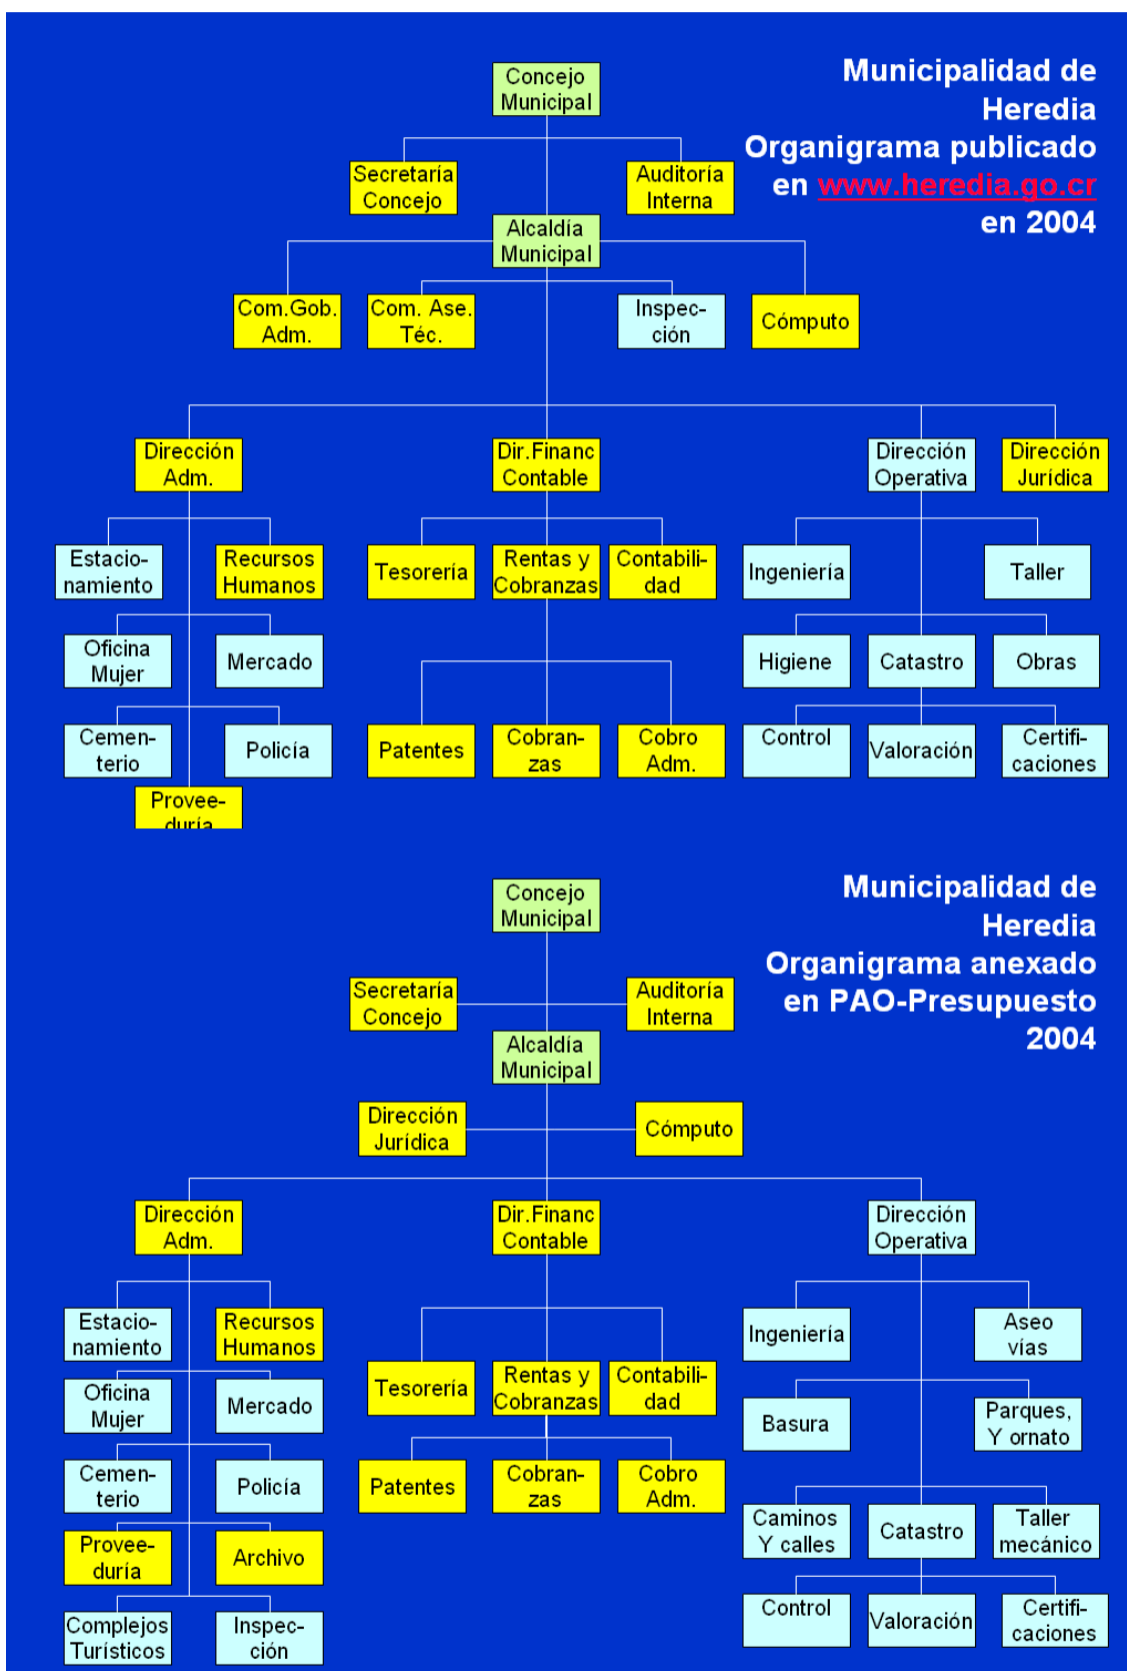 Municipalidad de
Heredia
Organigrama publicado
en www.heredia.go.cr
en 2004
Concejo
Municipal
Secretaría
Concejo
Auditoría
Interna
Alcaldía
Municipal
Com.Gob.
Adm.
Com. Ase.
Téc.
Inspec-
ción
Cómputo
Dirección
Adm.
Dir.Financ
Contable
Dirección
Operativa
Dirección
Jurídica
Estacio-
namiento
Recursos
Humanos
Tesorería
Rentas y
Cobranzas
Contabili-
dad
Ingeniería
Taller
Oficina
Mujer
Mercado
Higiene
Catastro
Obras
Cemen-
terio
Policía
Patentes
Cobran-
zas
Cobro
Adm.
Control
Valoración
Certifi-
caciones
Provee-
duría
Municipalidad de
Heredia
Organigrama anexado
en PAO-Presupuesto
2004
Concejo
Municipal
Secretaría
Concejo
Auditoría
Interna
Alcaldía
Municipal
Dirección
Jurídica
Cómputo
Dirección
Adm.
Dir.Financ
Contable
Dirección
Operativa
Estacio-
namiento
Recursos
Humanos
Ingeniería
Aseo
vías
Tesorería
Rentas y
Cobranzas
Contabili-
dad
Oficina
Mujer
Mercado
Basura
Parques,
Y ornato
Cemen-
terio
Policía
Patentes
Cobran-
zas
Cobro
Adm.
Caminos
Y calles
Catastro
Taller
mecánico
Provee-
duría
Archivo
Complejos
Turísticos
Inspec-
ción
Control
Valoración
Certifi-
caciones